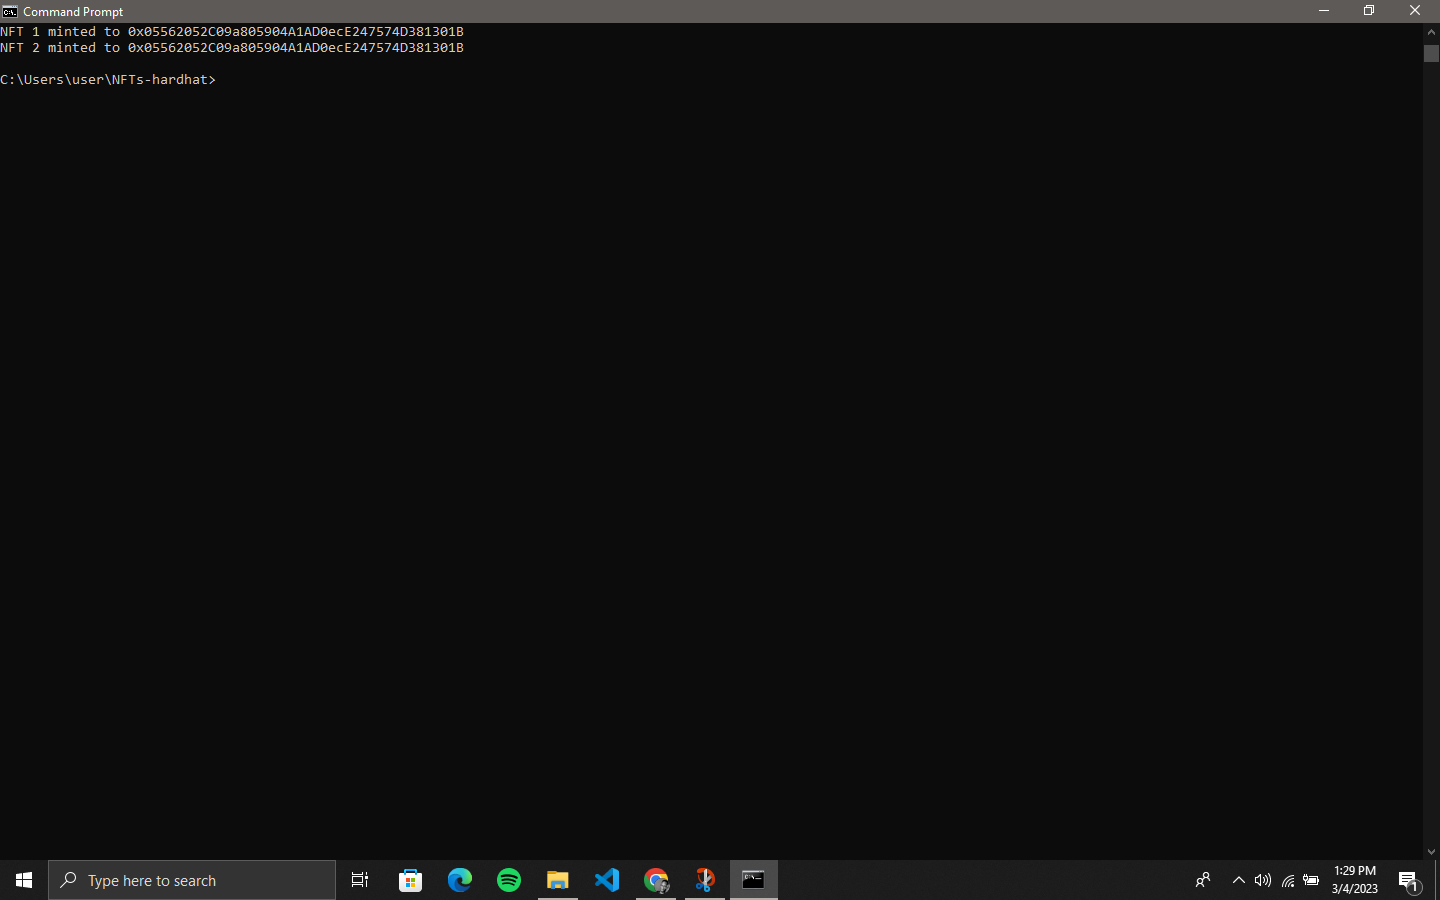 Command Prompt
NFT 1 minted to 0x05562052C09a805904A1AD0ecE247574D381301B
NFT 2 minted to 0x05562052C09a805904A1AD0ecE247574D381301B
C:\Users\user\NFTs-hardhat>
Type here to search
1:29 PM
3/4/2023
1